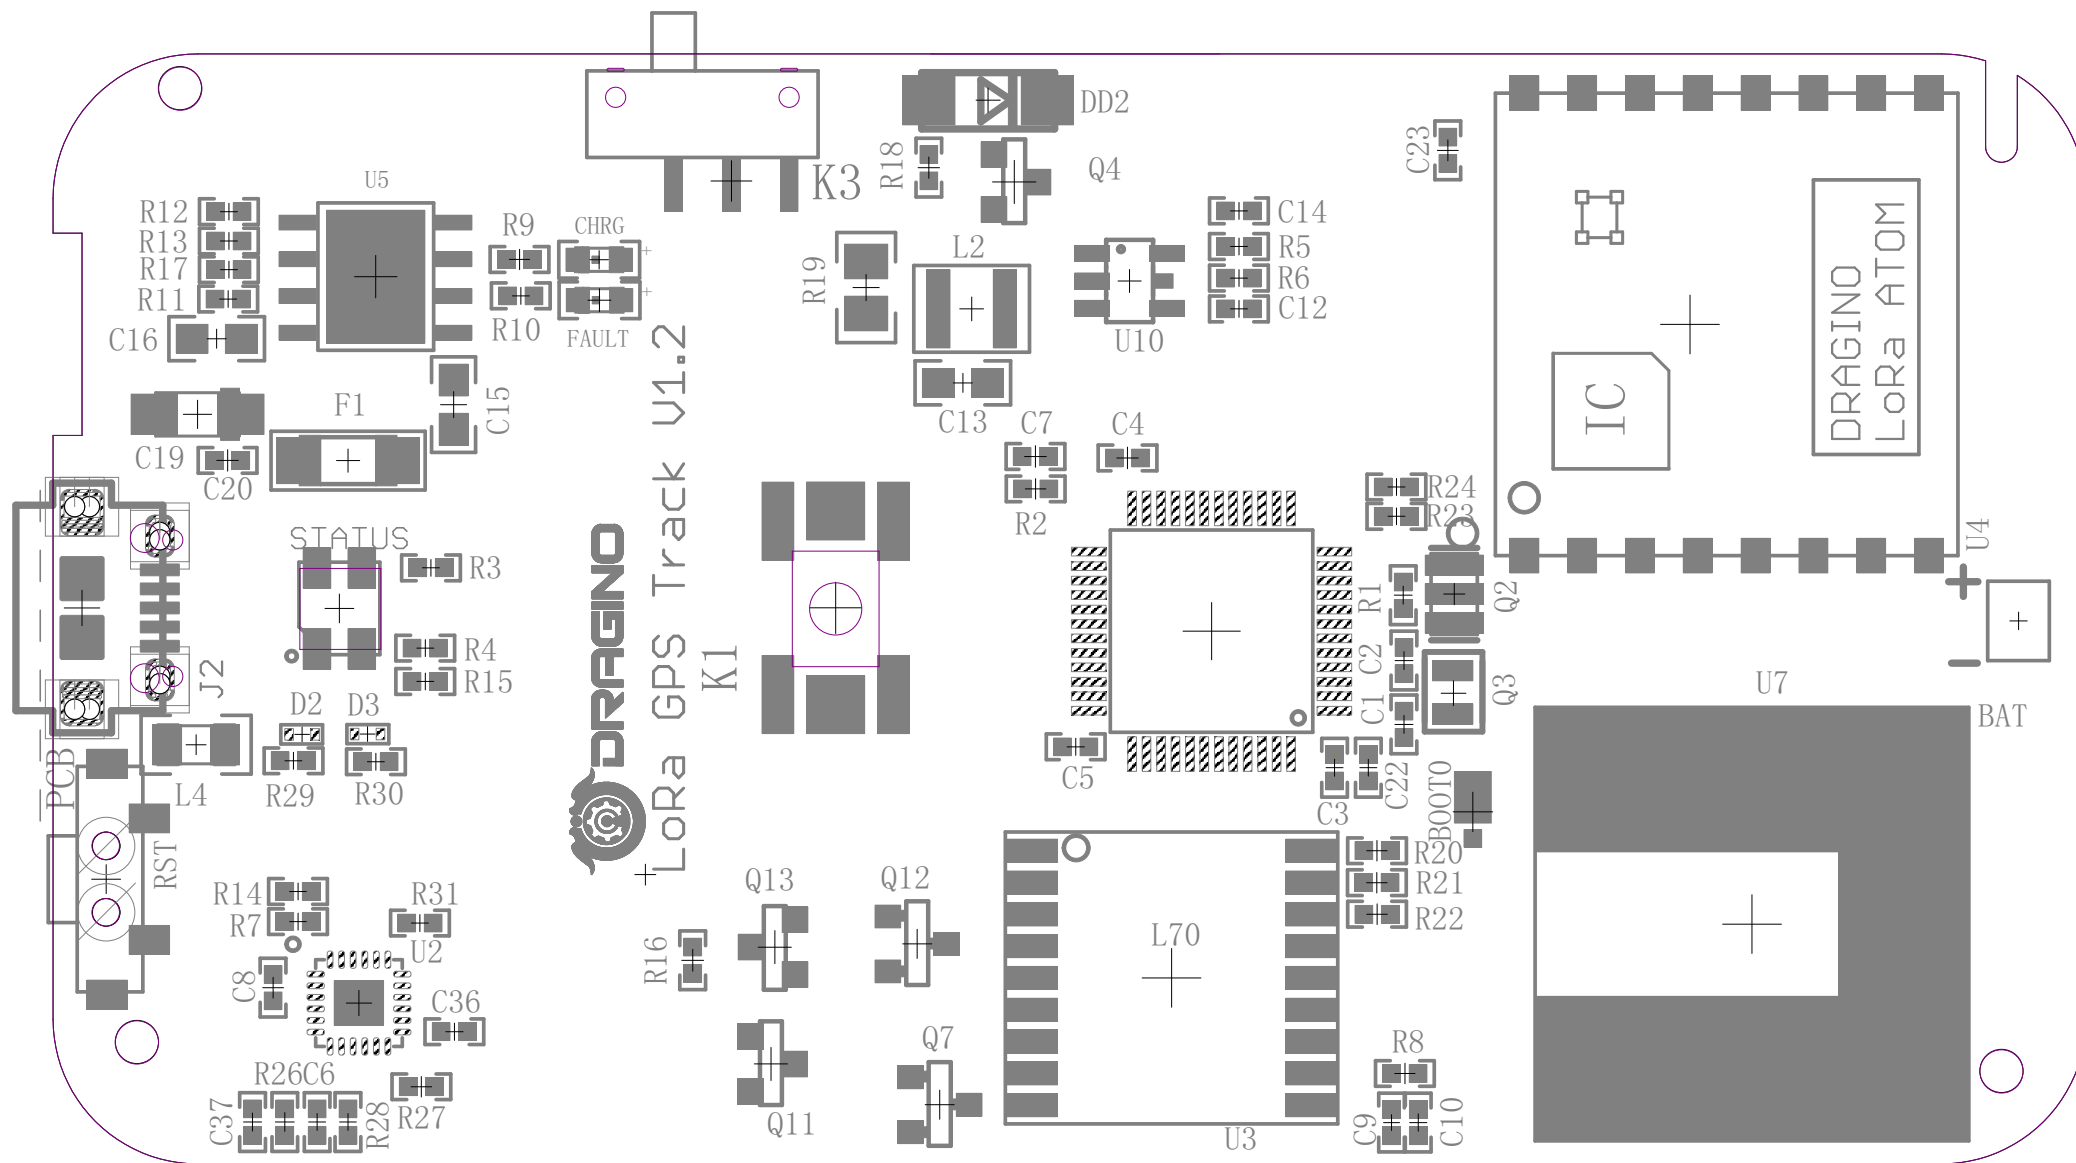 DD2
K3
R18
Q4
C23
U5
R12
R13
R17
R11
C16
R9
CHRG
R10
FAULT
R19
L2
C14
R5
R6
C12
U10
DRAGINO
LoRa ATOM
IC
U4
F1
C15
C19
C20
C13
C7
C4
R2
R24
R23
STATUS
R3
R4
R15
J2
D2
D3
R29
R30
L4
PCB
RST
DRAGINO
LoRa GPS Track V1.2
K1
R1
C2
C1
Q2
Q3
+
-
U7
BAT
C5
C3
C22
BOOT0
R20
R21
R22
R14
R7
R31
U2
C8
C36
R26
C6
C37
R28
R27
Q13
Q12
R16
Q11
Q7
L70
U3
R8
C9
C10